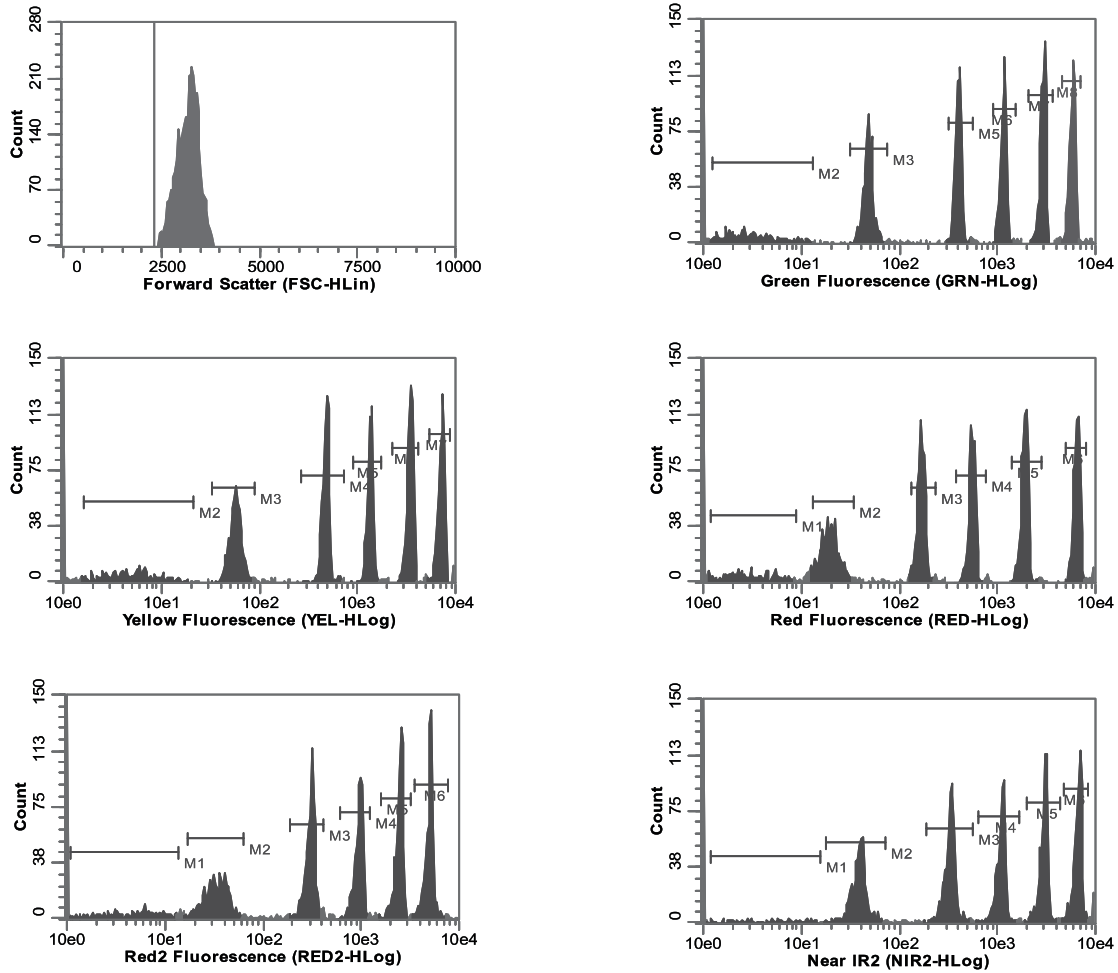 280
210
140
70
0
Count
0 2500 5000 7500 10000
Forward Scatter (FSC-HLin)
150
113
75
38
0
Count
M2 M3 M5 M6 M8
10e0 10e1 10e2 10e3 10e4
Green Fluorescence (GRN-HLog)
150
113
75
38
0
Count
M2 M3 M4 M5
10e0 10e1 10e2 10e3 10e4
Yellow Fluorescence (YEL-HLog)
150
113
75
38
0
Count
M1 M2 M3 M4
10e0 10e1 10e2 10e3 10e4
Red Fluorescence (RED-HLog)
150
113
75
38
0
Count
M1 M2 M3 M4 M5 M6
10e0 10e1 10e2 10e3 10e4
Red2 Fluorescence (RED2-HLog)
150
113
75
38
0
Count
M1 M2 M3 M4 M5
10e0 10e1 10e2 10e3 10e4
Near IR2 (NIR2-HLog)